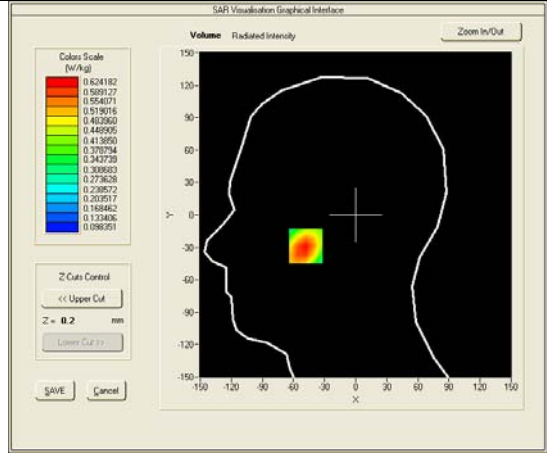 SAR Visualisation Graphical Interface
Volume Radiated Intensity
Zoom In/Out
Colors Scale
(W/kg)
0.624182
0.589127
0.554071
0.519016
0.483960
0.448905
0.413850
0.378794
0.343739
0.308683
0.273628
0.238572
0.203517
0.168462
0.133406
0.098351
150
120
90
60
30
0
-30
-60
-90
-120
-150
Y
-150 -120 -90 -60 -30 0 30 60 90 120 150
X
Z Cuts Control
<< Upper Cut
Z = 0.2 mm
Lower Cut >>
SAVE Cancel